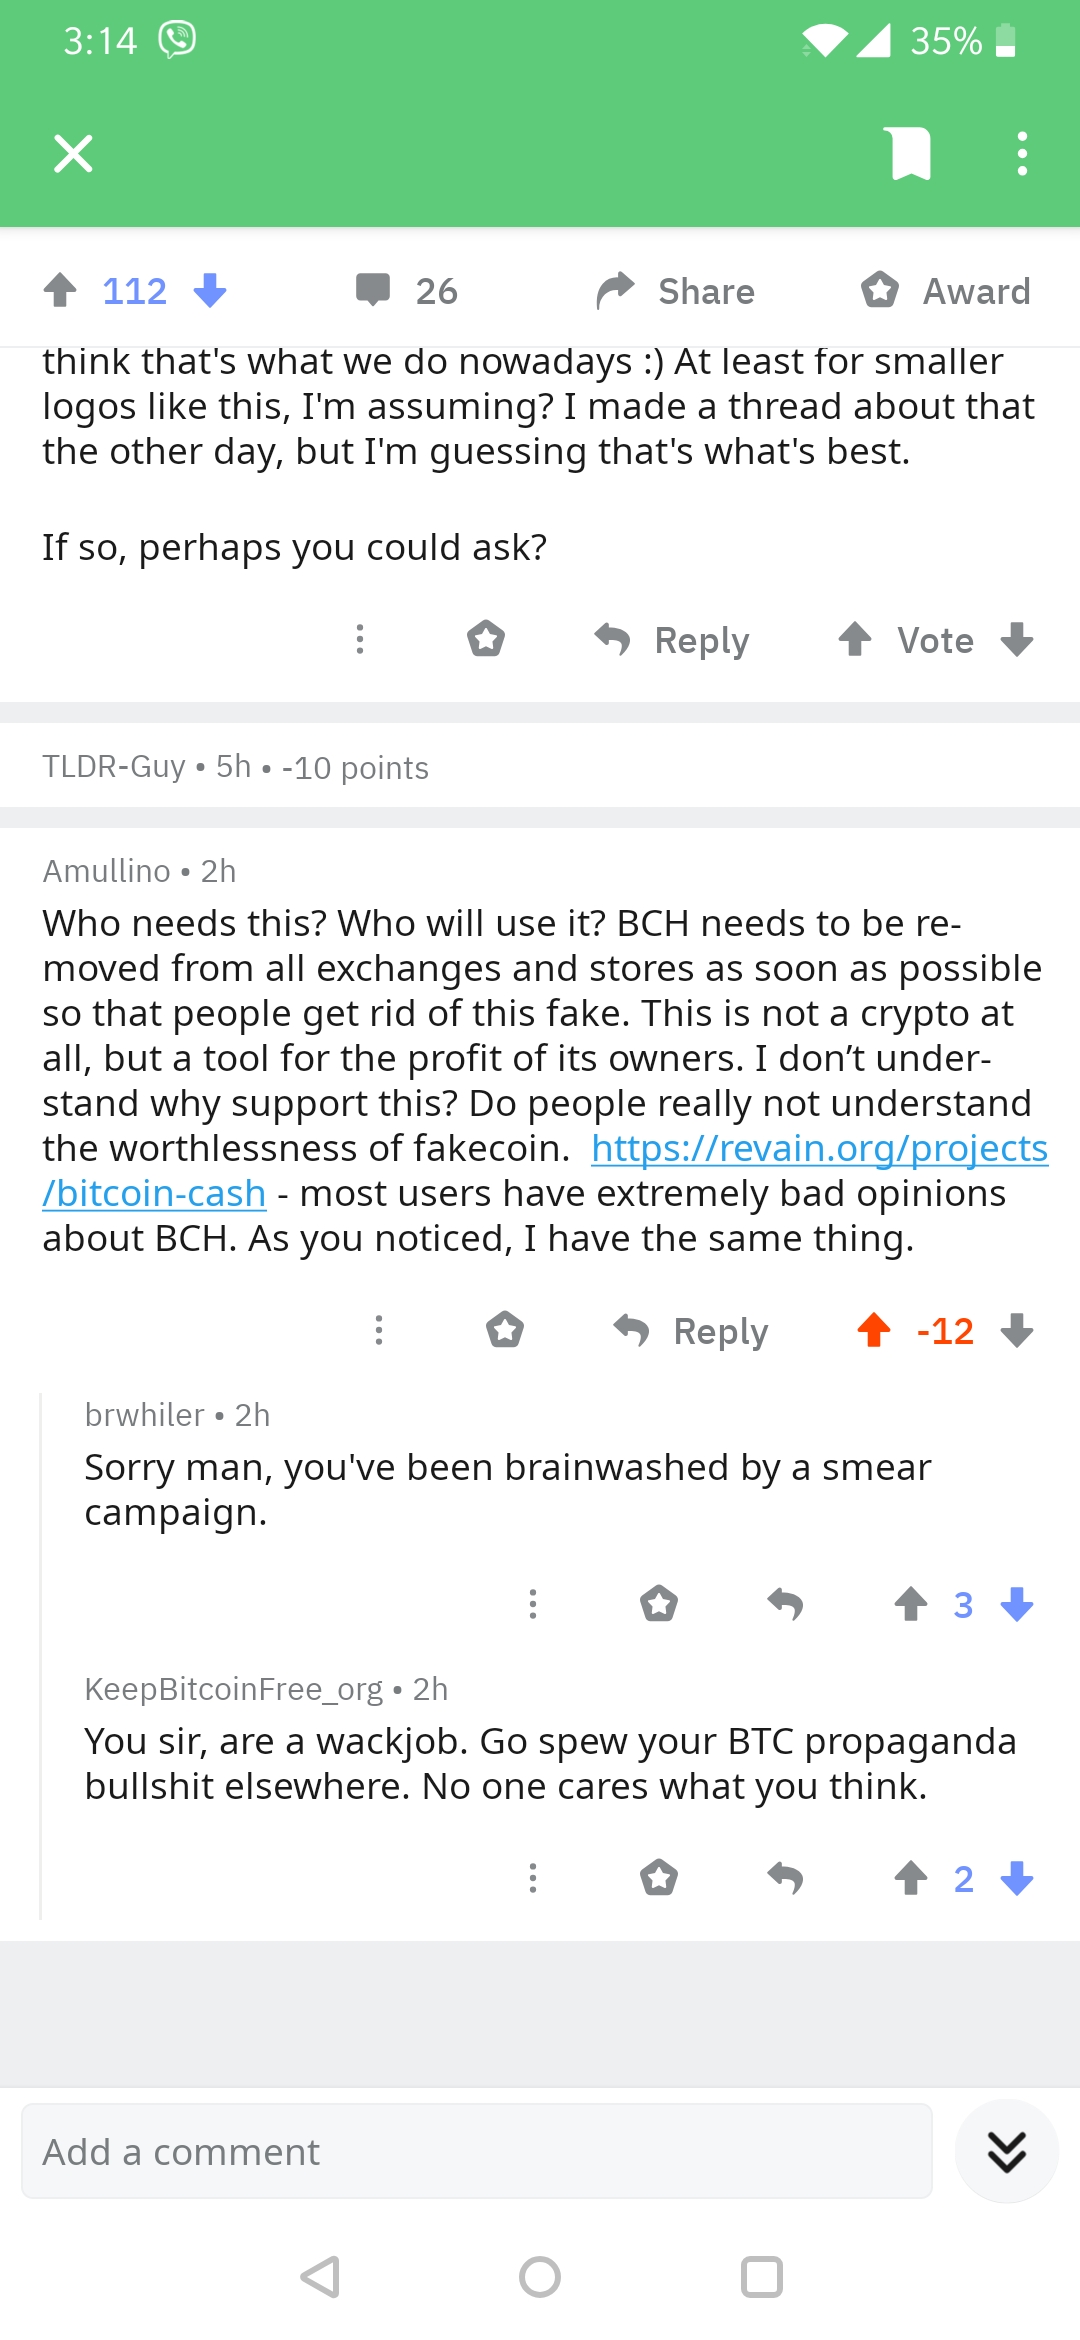 3:14
35%
112
26
Share
Award
think that's what we do nowadays :) At least for smaller
logos like this, I'm assuming? I made a thread about that
the other day, but I'm guessing that's what's best.
If so, perhaps you could ask?
Reply
Vote
TLDR-Guy • 5h • -10 points
Amullino • 2h
Who needs this? Who will use it? BCH needs to be re-
moved from all exchanges and stores as soon as possible
so that people get rid of this fake. This is not a crypto at
all, but a tool for the profit of its owners. I don’t under-
stand why support this? Do people really not understand
the worthlessness of fakecoin.  https://revain.org/projects
/bitcoin-cash - most users have extremely bad opinions
about BCH. As you noticed, I have the same thing.
Reply
-12
brwhiler • 2h
Sorry man, you've been brainwashed by a smear
campaign.
3
KeepBitcoinFree_org • 2h
You sir, are a wackjob. Go spew your BTC propaganda
bullshit elsewhere. No one cares what you think.
2
Add a comment